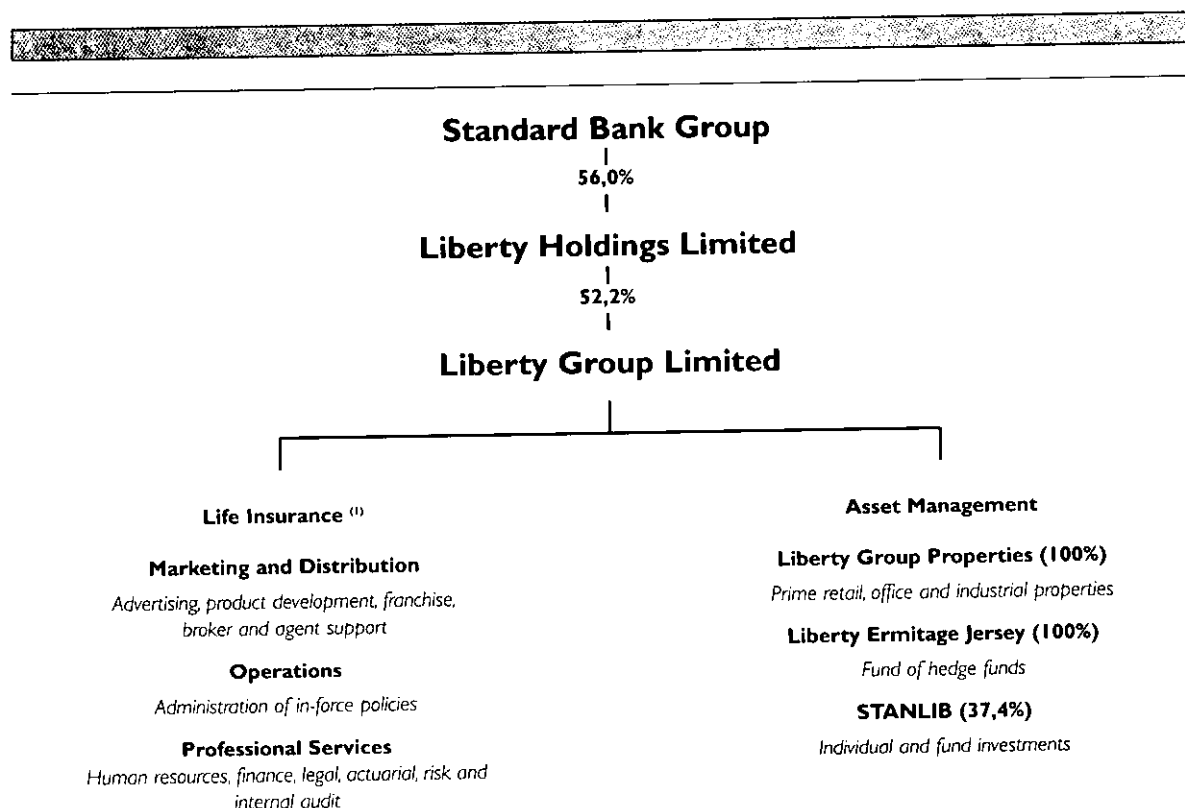 Standard Bank Group
56,0%
Liberty Holdings Limited
52,2%
Liberty Group Limited
Life Insurance (1)
Marketing and Distribution
Advertising, product development, franchise,
broker and agent support
Operations
Administration of in-force policies
Professional Services
Human resources, finance, legal, actuarial, risk and
internal audit
Asset Management
Liberty Group Properties (100%)
Prime retail, office and industrial properties
Liberty Ermitage Jersey (100%)
Fund of hedge funds
STANLIB (37,4%)
Individual and fund investments